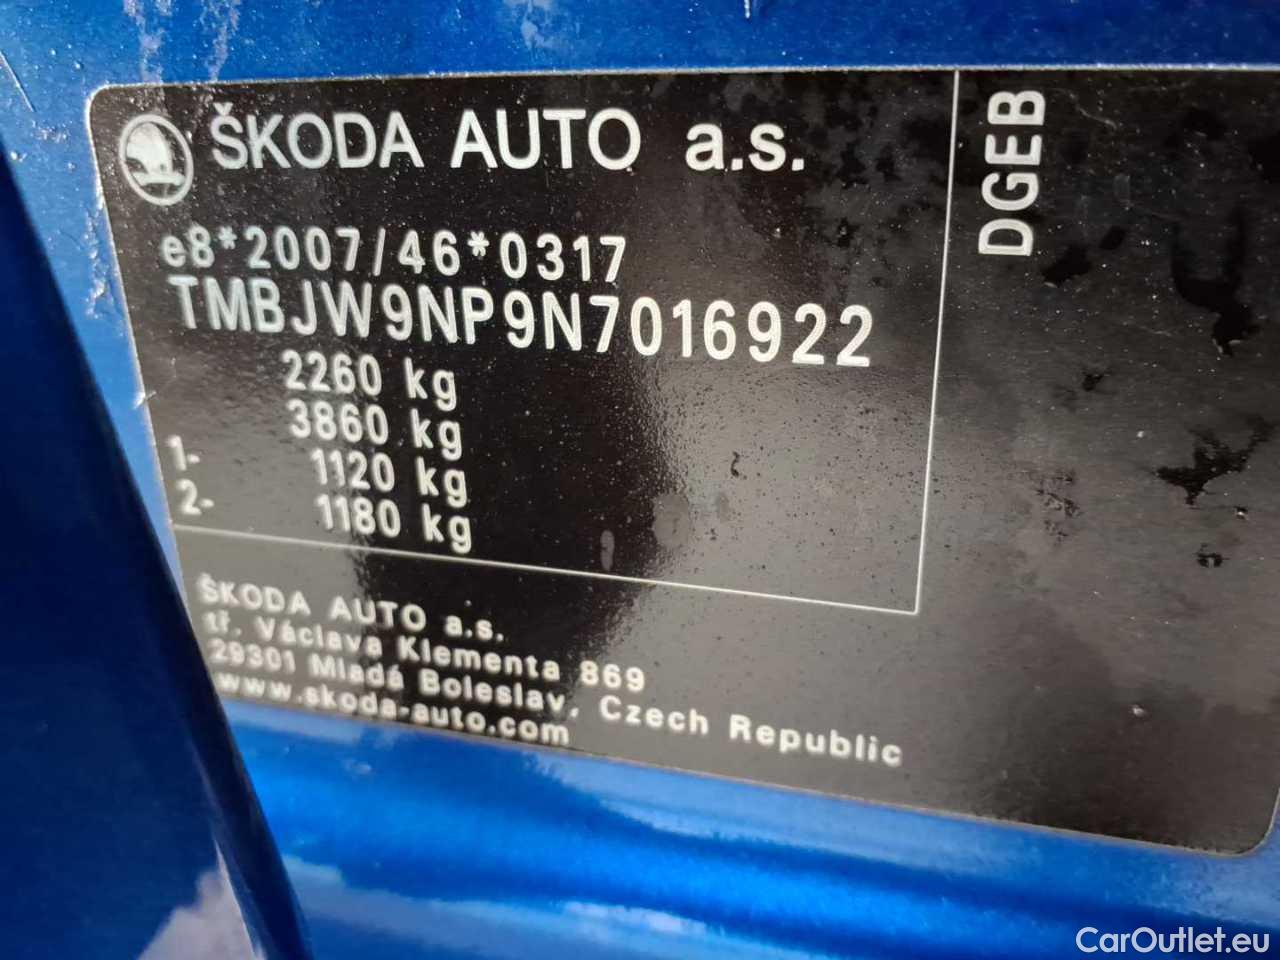 ŠKODA AUTO a.s.
DGEB
e8*2007/46*0317
TMBJW9NP9N7016922
2260 kg
3860 kg
1- 1120 kg
2- 1180 kg
ŠKODA AUTO a.s.
tř. Václava Klementa 869
29301 Mladá Boleslav, Czech Republic
www.skoda-auto.com
CarOutlet.eu